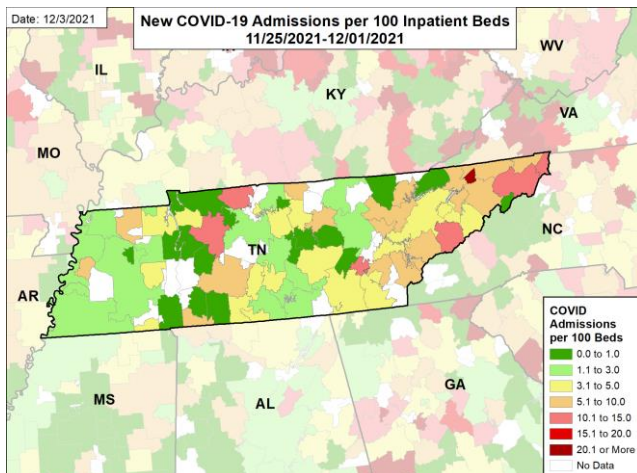 Date: 12/3/2021
New COVID-19 Admissions per 100 Inpatient Beds
11/25/2021-12/01/2021
IL
WV
KY
VA
MO
TN
NC
AR
MS
AL
GA
COVID
Admissions
per 100 Beds
0.0 to 1.0
1.1 to 3.0
3.1 to 5.0
5.1 to 10.0
10.1 to 15.0
15.1 to 20.0
20.1 or More
No Data